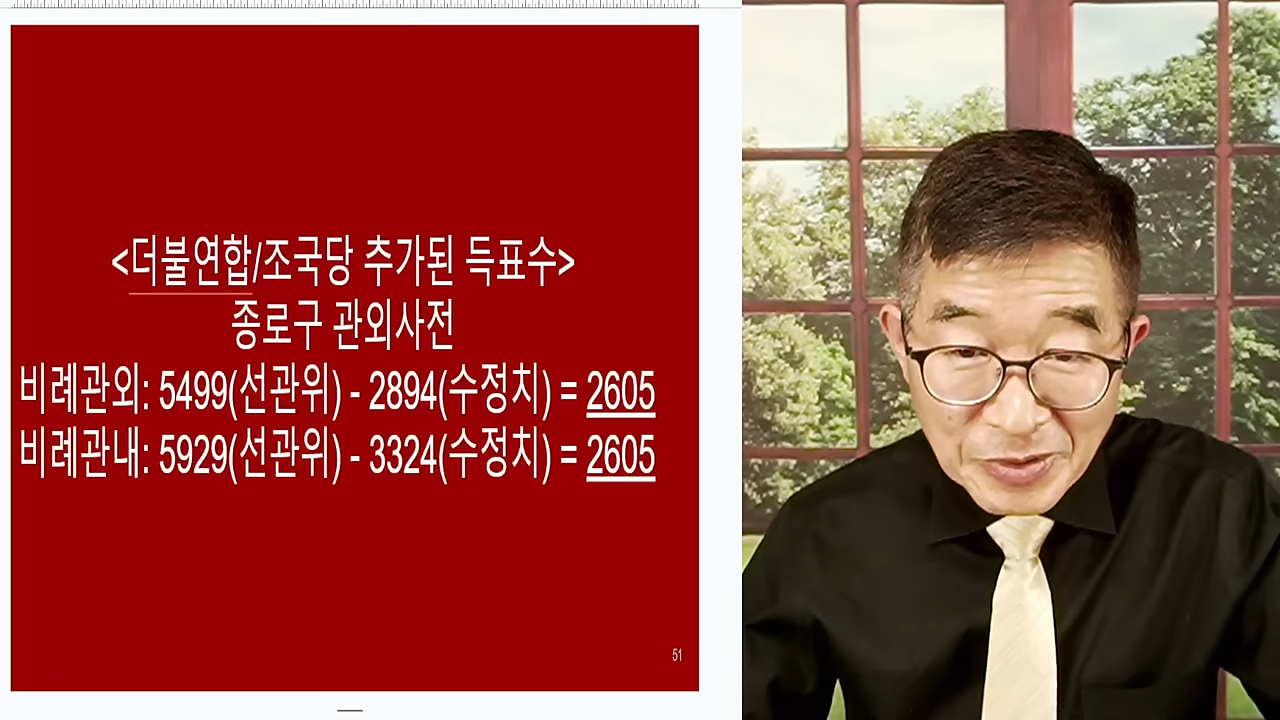 <더불연합/조국당 추가된 득표수>
종로구 관외사전
비례관외: 5499(선관위) - 2894(수정치) = 2605
비례관내: 5929(선관위) - 3324(수정치) = 2605
51